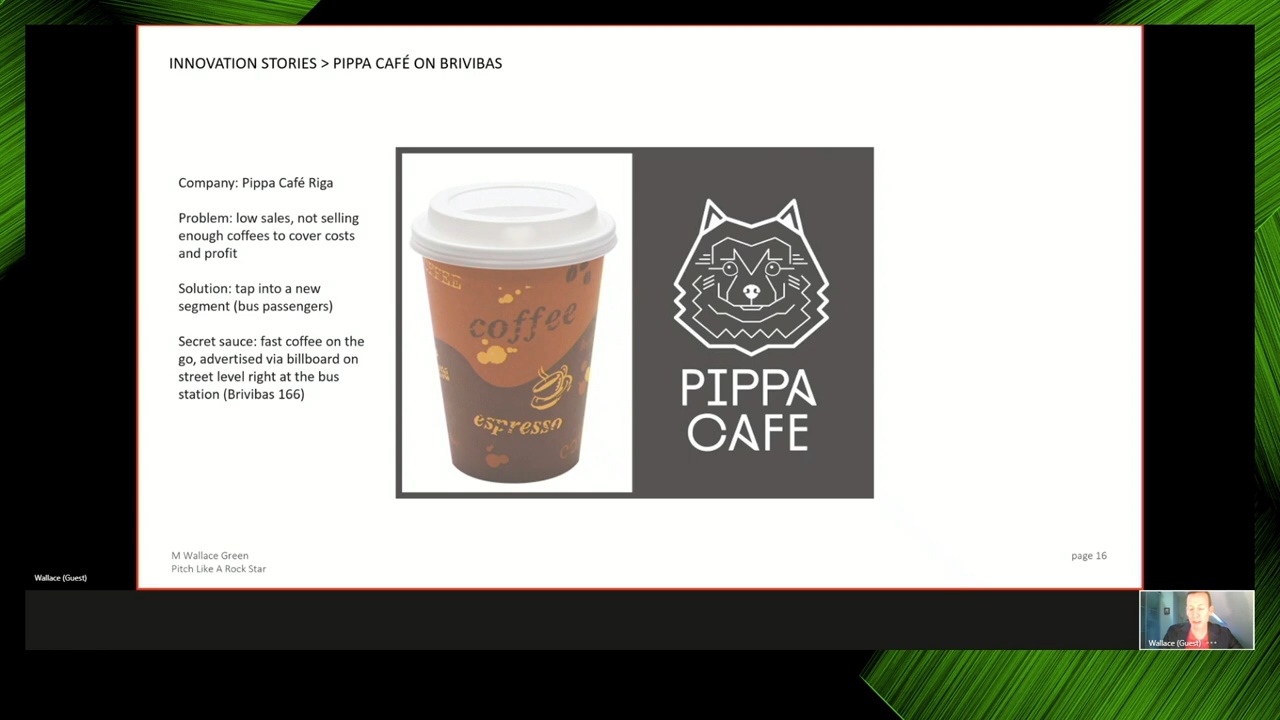 INNOVATION STORIES > PIPPA CAFÉ ON BRIVIBAS
Company: Pippa Café Riga
Problem: low sales, not selling
enough coffees to cover costs
and profit
Solution: tap into a new
segment (bus passengers)
Secret sauce: fast coffee on the
go, advertised via billboard on
street level right at the bus
station (Brivibas 166)
coffee
espresso
PIPPA
CAFE
M Wallace Green
Pitch Like A Rock Star
page 16
Wallace (Guest)
Wallace (Guest)